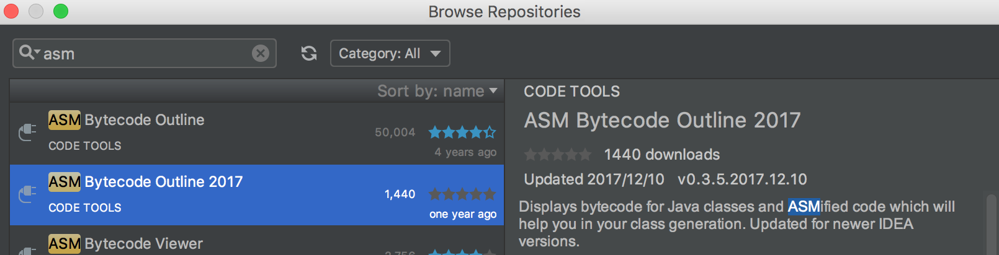 Browse Repositories
asm
Category: All
Sort by: name
ASM Bytecode Outline
50,004
CODE TOOLS
4 years ago
ASM Bytecode Outline 2017
1,440
CODE TOOLS
one year ago
ASM Bytecode Viewer
2,756
CODE TOOLS
ASM Bytecode Outline 2017
1440 downloads
Updated 2017/12/10 v0.3.5.2017.12.10
Displays bytecode for Java classes and ASMified code which will
help you in your class generation. Updated for newer IDEA
versions.